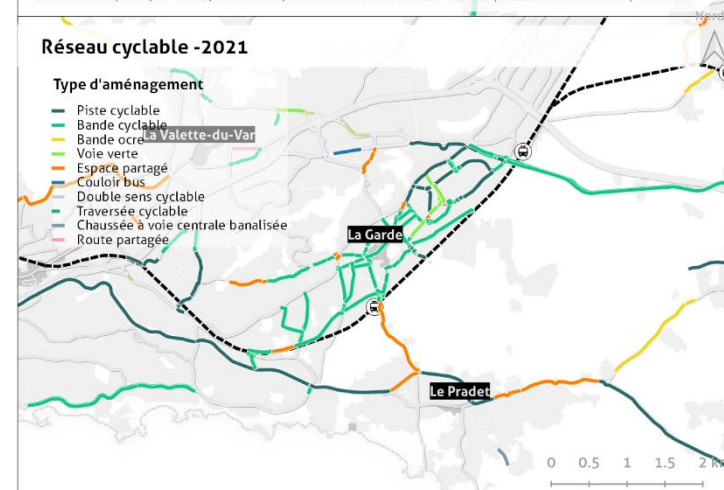 Nord
Réseau cyclable -2021
Type d'aménagement
Piste cyclable
Bande cyclable
Bande ocre
Voie verte
Espace partagé
Couloir bus
Double sens cyclable
Traversée cyclable
Chaussée à voie centrale banalisée
Route partagée
La Valette-du-Var
La Garde
Le Pradet
0 0.5 1 1.5 2 km